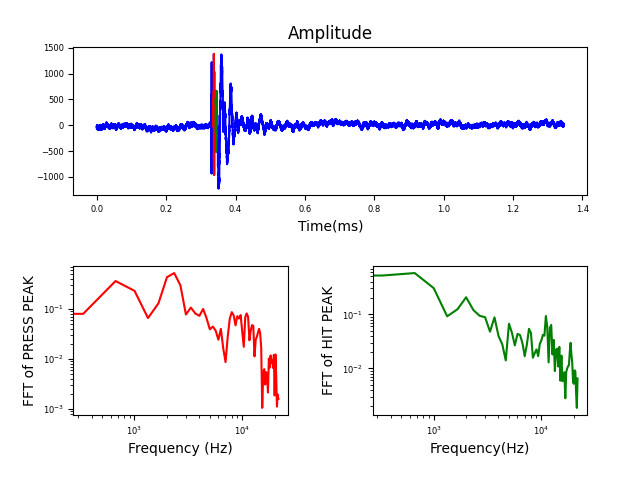 Amplitude
1500
1000
500
0
−500
−1000
0.0 0.2 0.4 0.6 0.8 1.0 1.2 1.4
Time(ms)
FFT of PRESS PEAK
10⁻¹
10⁻²
10⁻³
10³ 10⁴
Frequency (Hz)
FFT of HIT PEAK
10⁻¹
10⁻²
10³ 10⁴
Frequency(Hz)